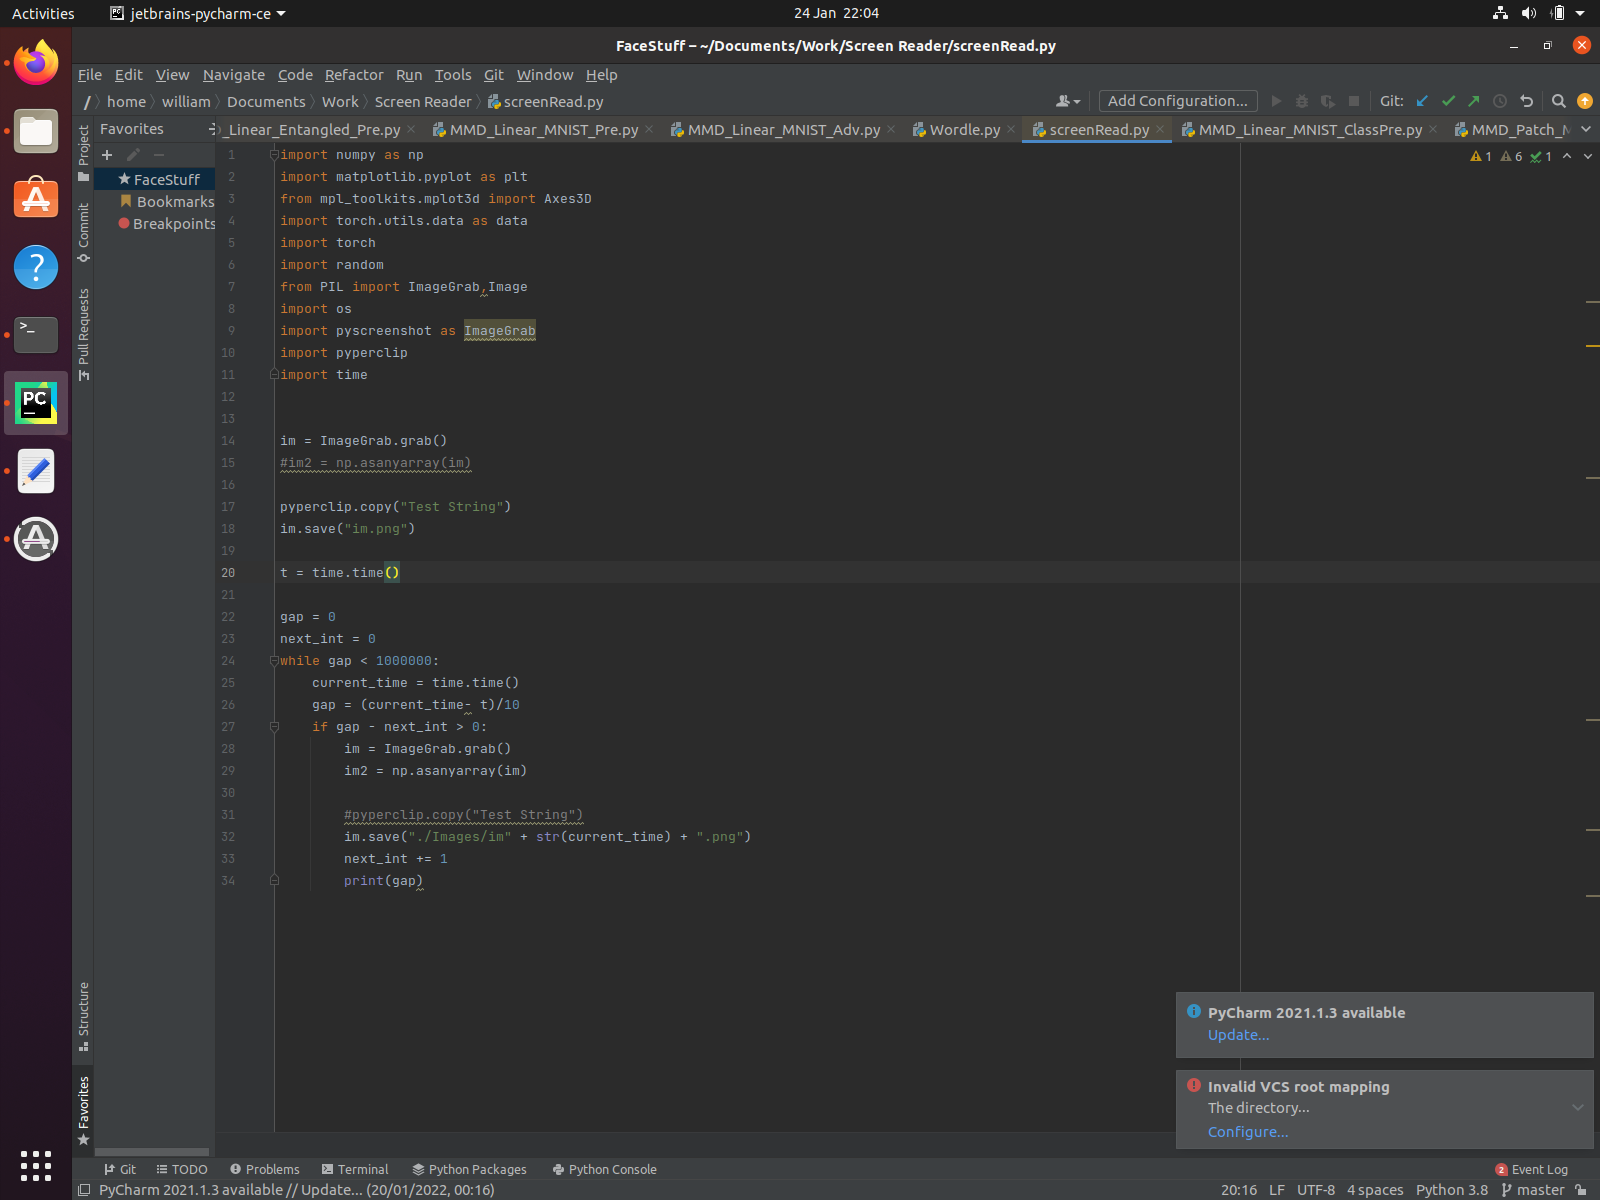 Activities
jetbrains-pycharm-ce
24 Jan 22:04
FaceStuff – ~/Documents/Work/Screen Reader/screenRead.py
File Edit View Navigate Code Refactor Run Tools Git Window Help
/ home william Documents Work Screen Reader screenRead.py
Add Configuration...
Git:
Favorites
_Linear_Entangled_Pre.py
MMD_Linear_MNIST_Pre.py
MMD_Linear_MNIST_Adv.py
Wordle.py
screenRead.py
MMD_Linear_MNIST_ClassPre.py
MMD_Patch_M
FaceStuff
Bookmarks
Breakpoints
Project
Commit
Pull Requests
Structure
Favorites
PC
1 6 1
1 import numpy as np
2 import matplotlib.pyplot as plt
3 from mpl_toolkits.mplot3d import Axes3D
4 import torch.utils.data as data
5 import torch
6 import random
7 from PIL import ImageGrab,Image
8 import os
9 import pyscreenshot as ImageGrab
10 import pyperclip
11 import time
12
13
14 im = ImageGrab.grab()
15 #im2 = np.asanyarray(im)
16
17 pyperclip.copy("Test String")
18 im.save("im.png")
19
20 t = time.time()
21
22 gap = 0
23 next_int = 0
24 while gap < 1000000:
25 current_time = time.time()
26 gap = (current_time- t)/10
27 if gap - next_int > 0:
28 im = ImageGrab.grab()
29 im2 = np.asanyarray(im)
30
31 #pyperclip.copy("Test String")
32 im.save("./Images/im" + str(current_time) + ".png")
33 next_int += 1
34 print(gap)
PyCharm 2021.1.3 available
Update...
Invalid VCS root mapping
The directory...
Configure...
Git TODO Problems Terminal Python Packages Python Console
2 Event Log
PyCharm 2021.1.3 available // Update... (20/01/2022, 00:16)
20:16 LF UTF-8 4 spaces Python 3.8 master